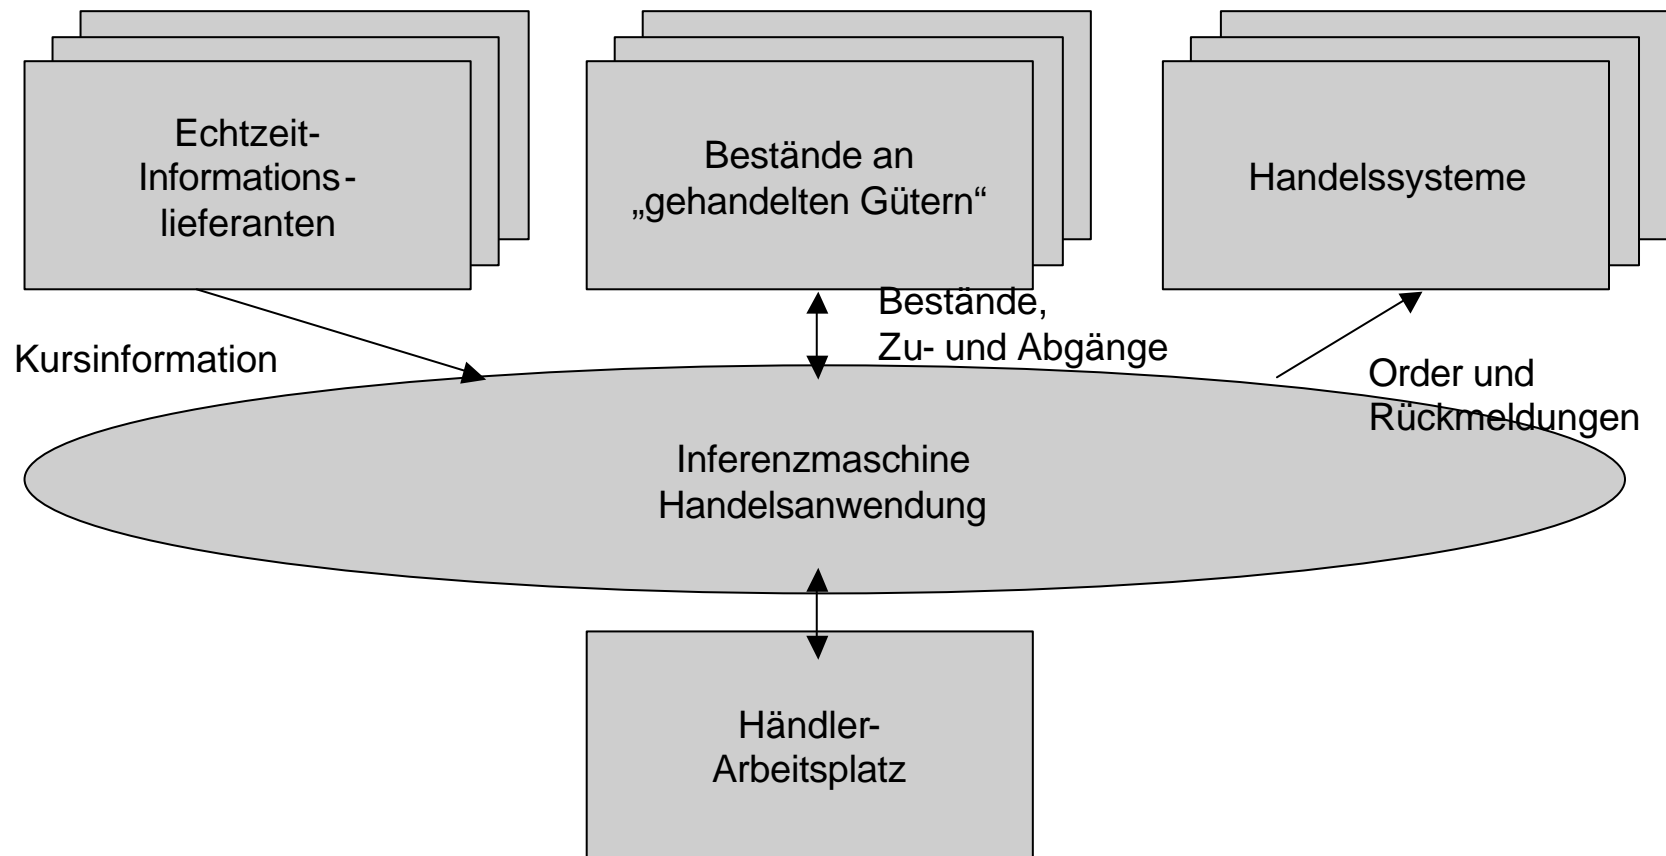 Echtzeit-
Informations-
lieferanten
Bestände an
„gehandelten Gütern“
Handelssysteme
Kursinformation
Bestände,
Zu- und Abgänge
Order und
Rückmeldungen
Inferenzmaschine
Handelsanwendung
Händler-
Arbeitsplatz